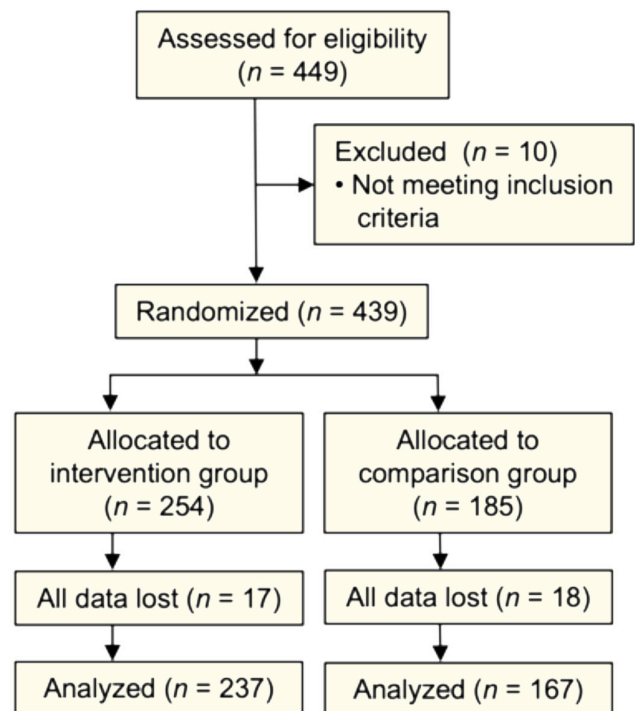 Assessed for eligibility
(n = 449)
Excluded (n = 10)
• Not meeting inclusion
criteria
Randomized (n = 439)
Allocated to
intervention group
(n = 254)
Allocated to
comparison group
(n = 185)
All data lost (n = 17)
All data lost (n = 18)
Analyzed (n = 237)
Analyzed (n = 167)